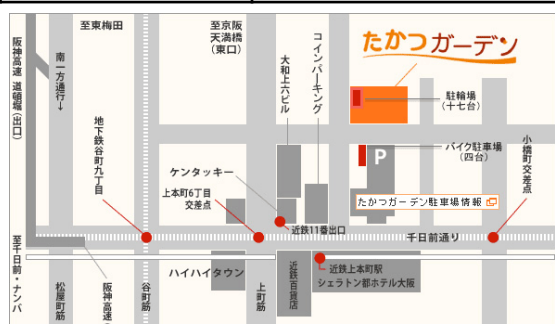 至東梅田
至京阪
天満橋
(東口)
たかつガーデン
阪神高速 道頓堀(出口)
南一方通行→
大和上六ビル
コインパーキング
駐輪場
(十七台)
地下鉄谷町九丁目
ケンタッキー
P
バイク駐車場
(四台)
小橋町交差点
上本町6丁目
交差点
たかつガーデン駐車場情報
近鉄11番出口
千日前通り
至千日前・ナンバ
ハイハイタウン
近鉄百貨店
近鉄上本町駅
シェラトン都ホテル大阪
松屋町筋
阪神高速
谷町筋
上町筋